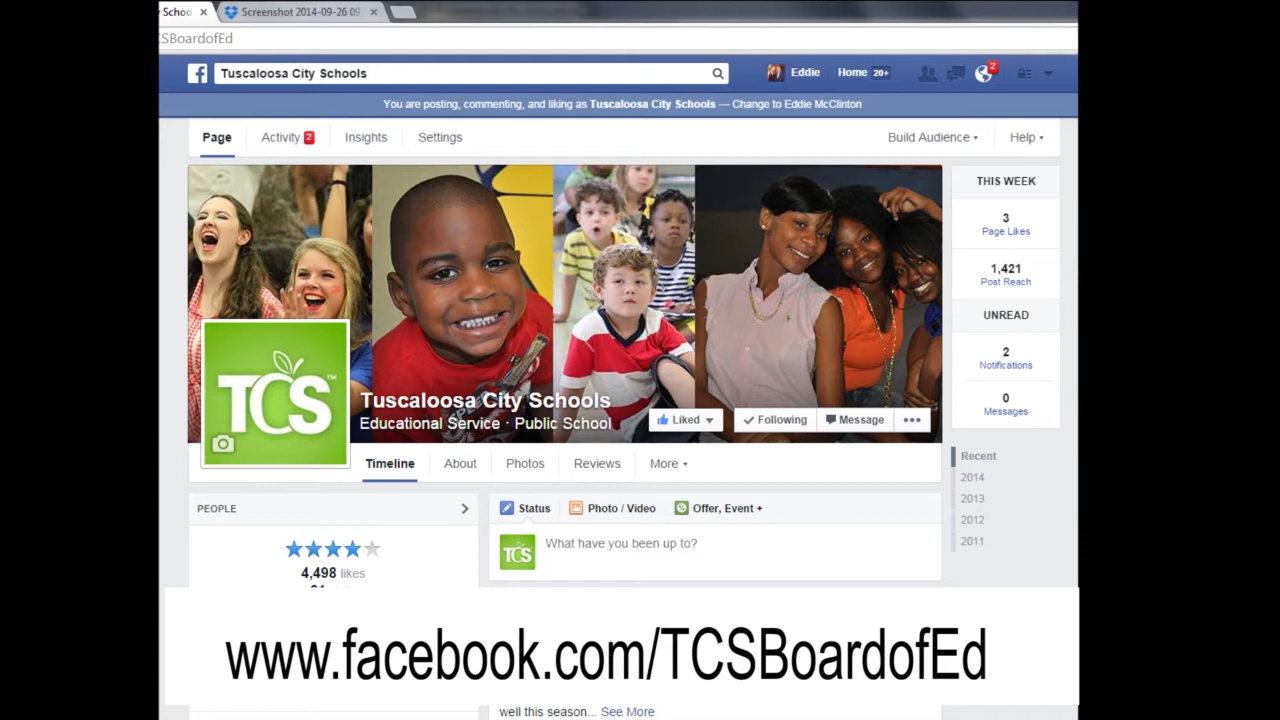 Schoo
Screenshot 2014-09-26 09
CSBoardofEd
Tuscaloosa City Schools
Eddie
Home 20+
2
You are posting, commenting, and liking as Tuscaloosa City Schools — Change to Eddie McClinton
Page
Activity 2
Insights
Settings
Build Audience
Help
THIS WEEK
3
Page Likes
1,421
Post Reach
UNREAD
2
Notifications
0
Messages
TCS™
Tuscaloosa City Schools
Educational Service · Public School
Liked
Following
Message
Timeline
About
Photos
Reviews
More
Recent
2014
2013
2012
2011
PEOPLE
4,498 likes
Status
Photo / Video
Offer, Event +
TCS
What have you been up to?
www.facebook.com/TCSBoardofEd
well this season... See More